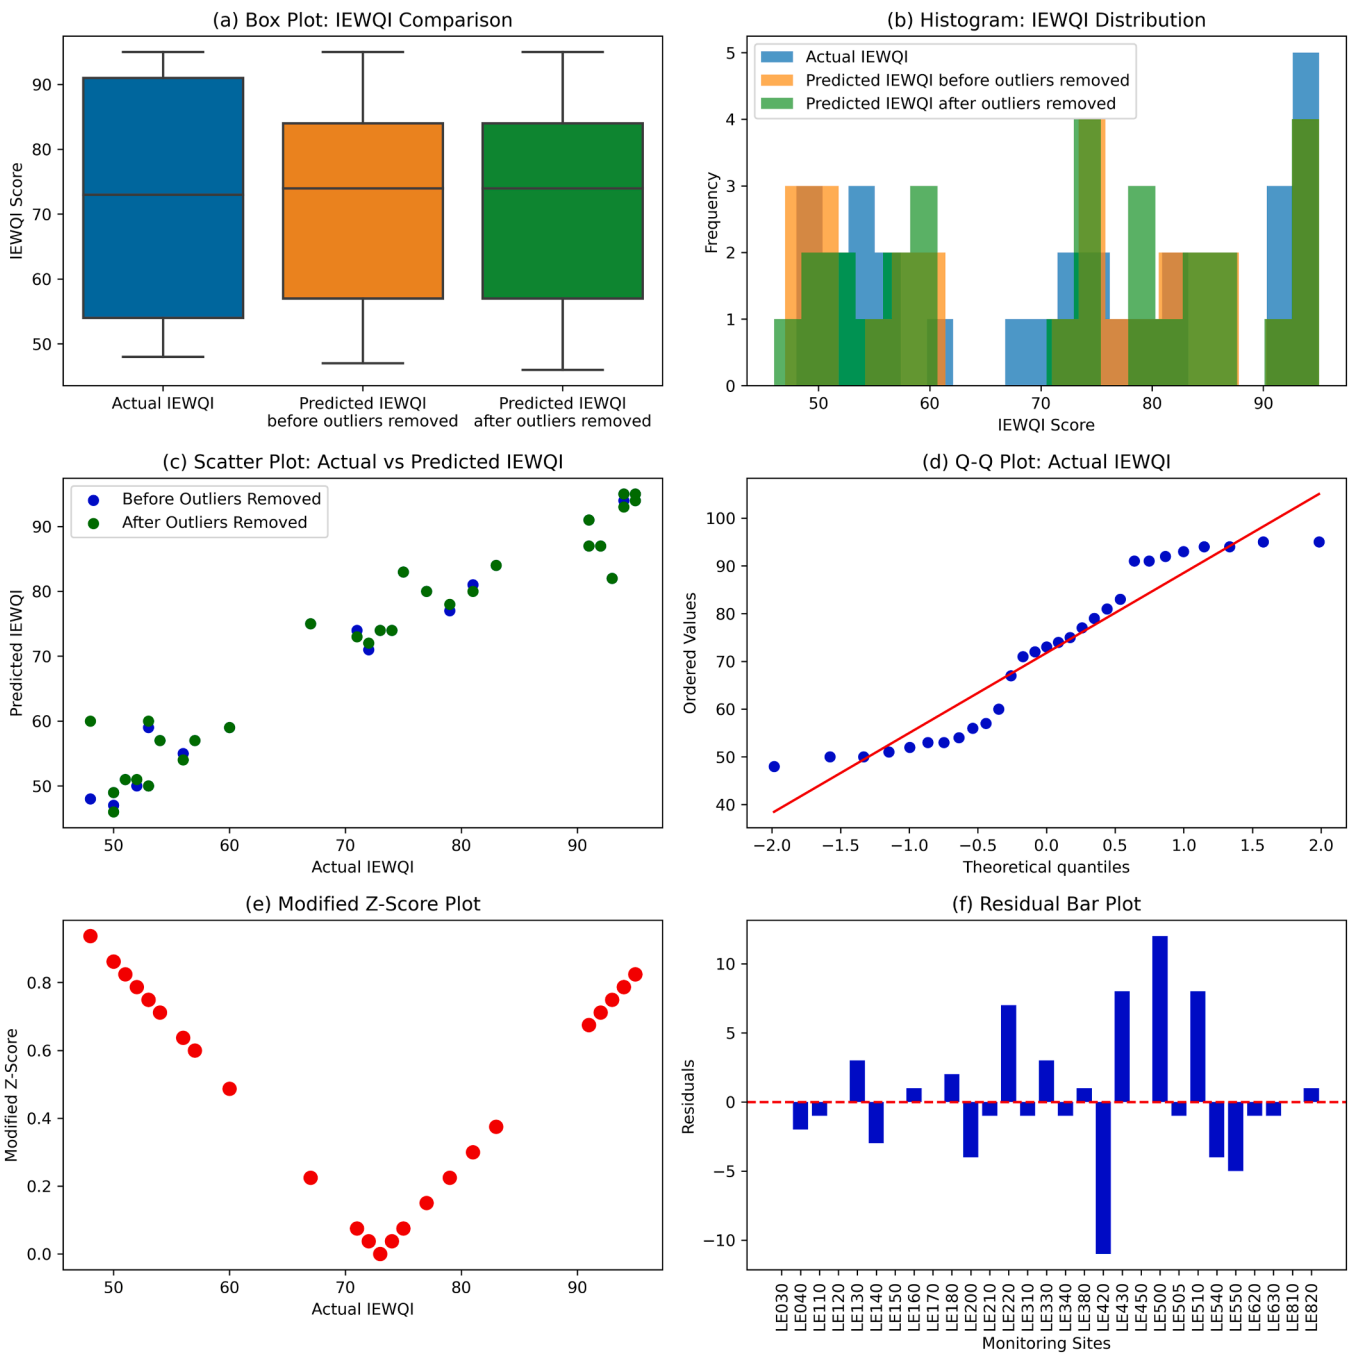 (a) Box Plot: IEWQI Comparison
IEWQI Score
90
80
70
60
50
Actual IEWQI
Predicted IEWQI
before outliers removed
Predicted IEWQI
after outliers removed
(b) Histogram: IEWQI Distribution
Actual IEWQI
Predicted IEWQI before outliers removed
Predicted IEWQI after outliers removed
Frequency
5
4
3
2
1
0
50 60 70 80 90
IEWQI Score
(c) Scatter Plot: Actual vs Predicted IEWQI
Before Outliers Removed
After Outliers Removed
Predicted IEWQI
90
80
70
60
50
50 60 70 80 90
Actual IEWQI
(d) Q-Q Plot: Actual IEWQI
Ordered Values
100
90
80
70
60
50
40
−2.0 −1.5 −1.0 −0.5 0.0 0.5 1.0 1.5 2.0
Theoretical quantiles
(e) Modified Z-Score Plot
Modified Z-Score
0.8
0.6
0.4
0.2
0.0
50 60 70 80 90
Actual IEWQI
(f) Residual Bar Plot
Residuals
10
5
0
−5
−10
LE030
LE040
LE110
LE120
LE130
LE140
LE150
LE160
LE170
LE180
LE200
LE210
LE220
LE310
LE330
LE340
LE380
LE420
LE430
LE450
LE500
LE505
LE510
LE540
LE550
LE620
LE630
LE810
LE820
Monitoring Sites